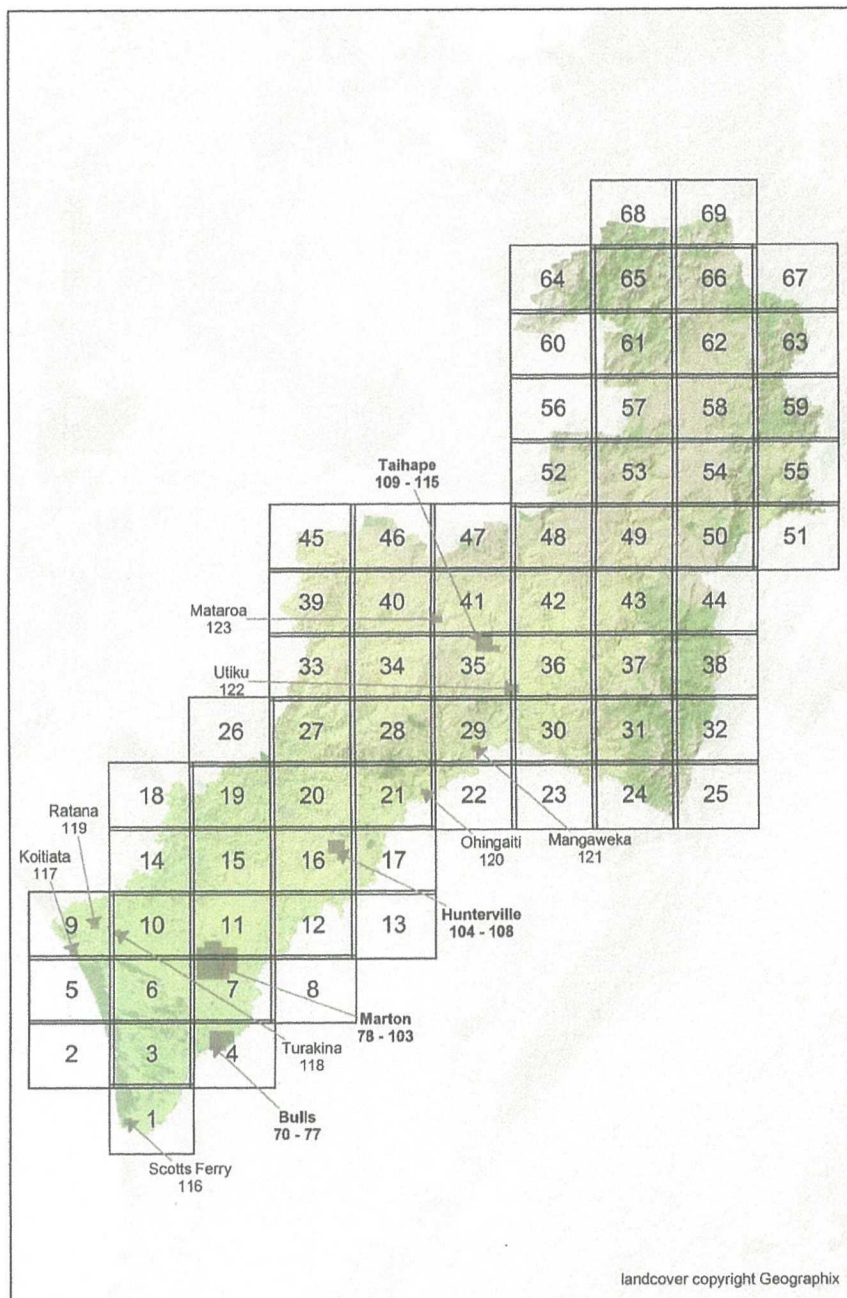 68 69
64 65 66 67
60 61 62 63
56 57 58 59
Taihape
109 - 115
52 53 54 55
45 46 47 48 49 50 51
39 40 41 42 43 44
Mataroa
123
33 34 35 36 37 38
Utiku
122
26 27 28 29 30 31 32
18 19 20 21 22 23 24 25
Ratana
119
Koitiata
117
14 15 16 17
Ohingaiti
120
Mangaweka
121
9 10 11 12 13
Hunterville
104 - 108
5 6 7 8
Marton
78 - 103
Turakina
118
2 3 4
1
Bulls
70 - 77
Scotts Ferry
116
landcover copyright Geographix